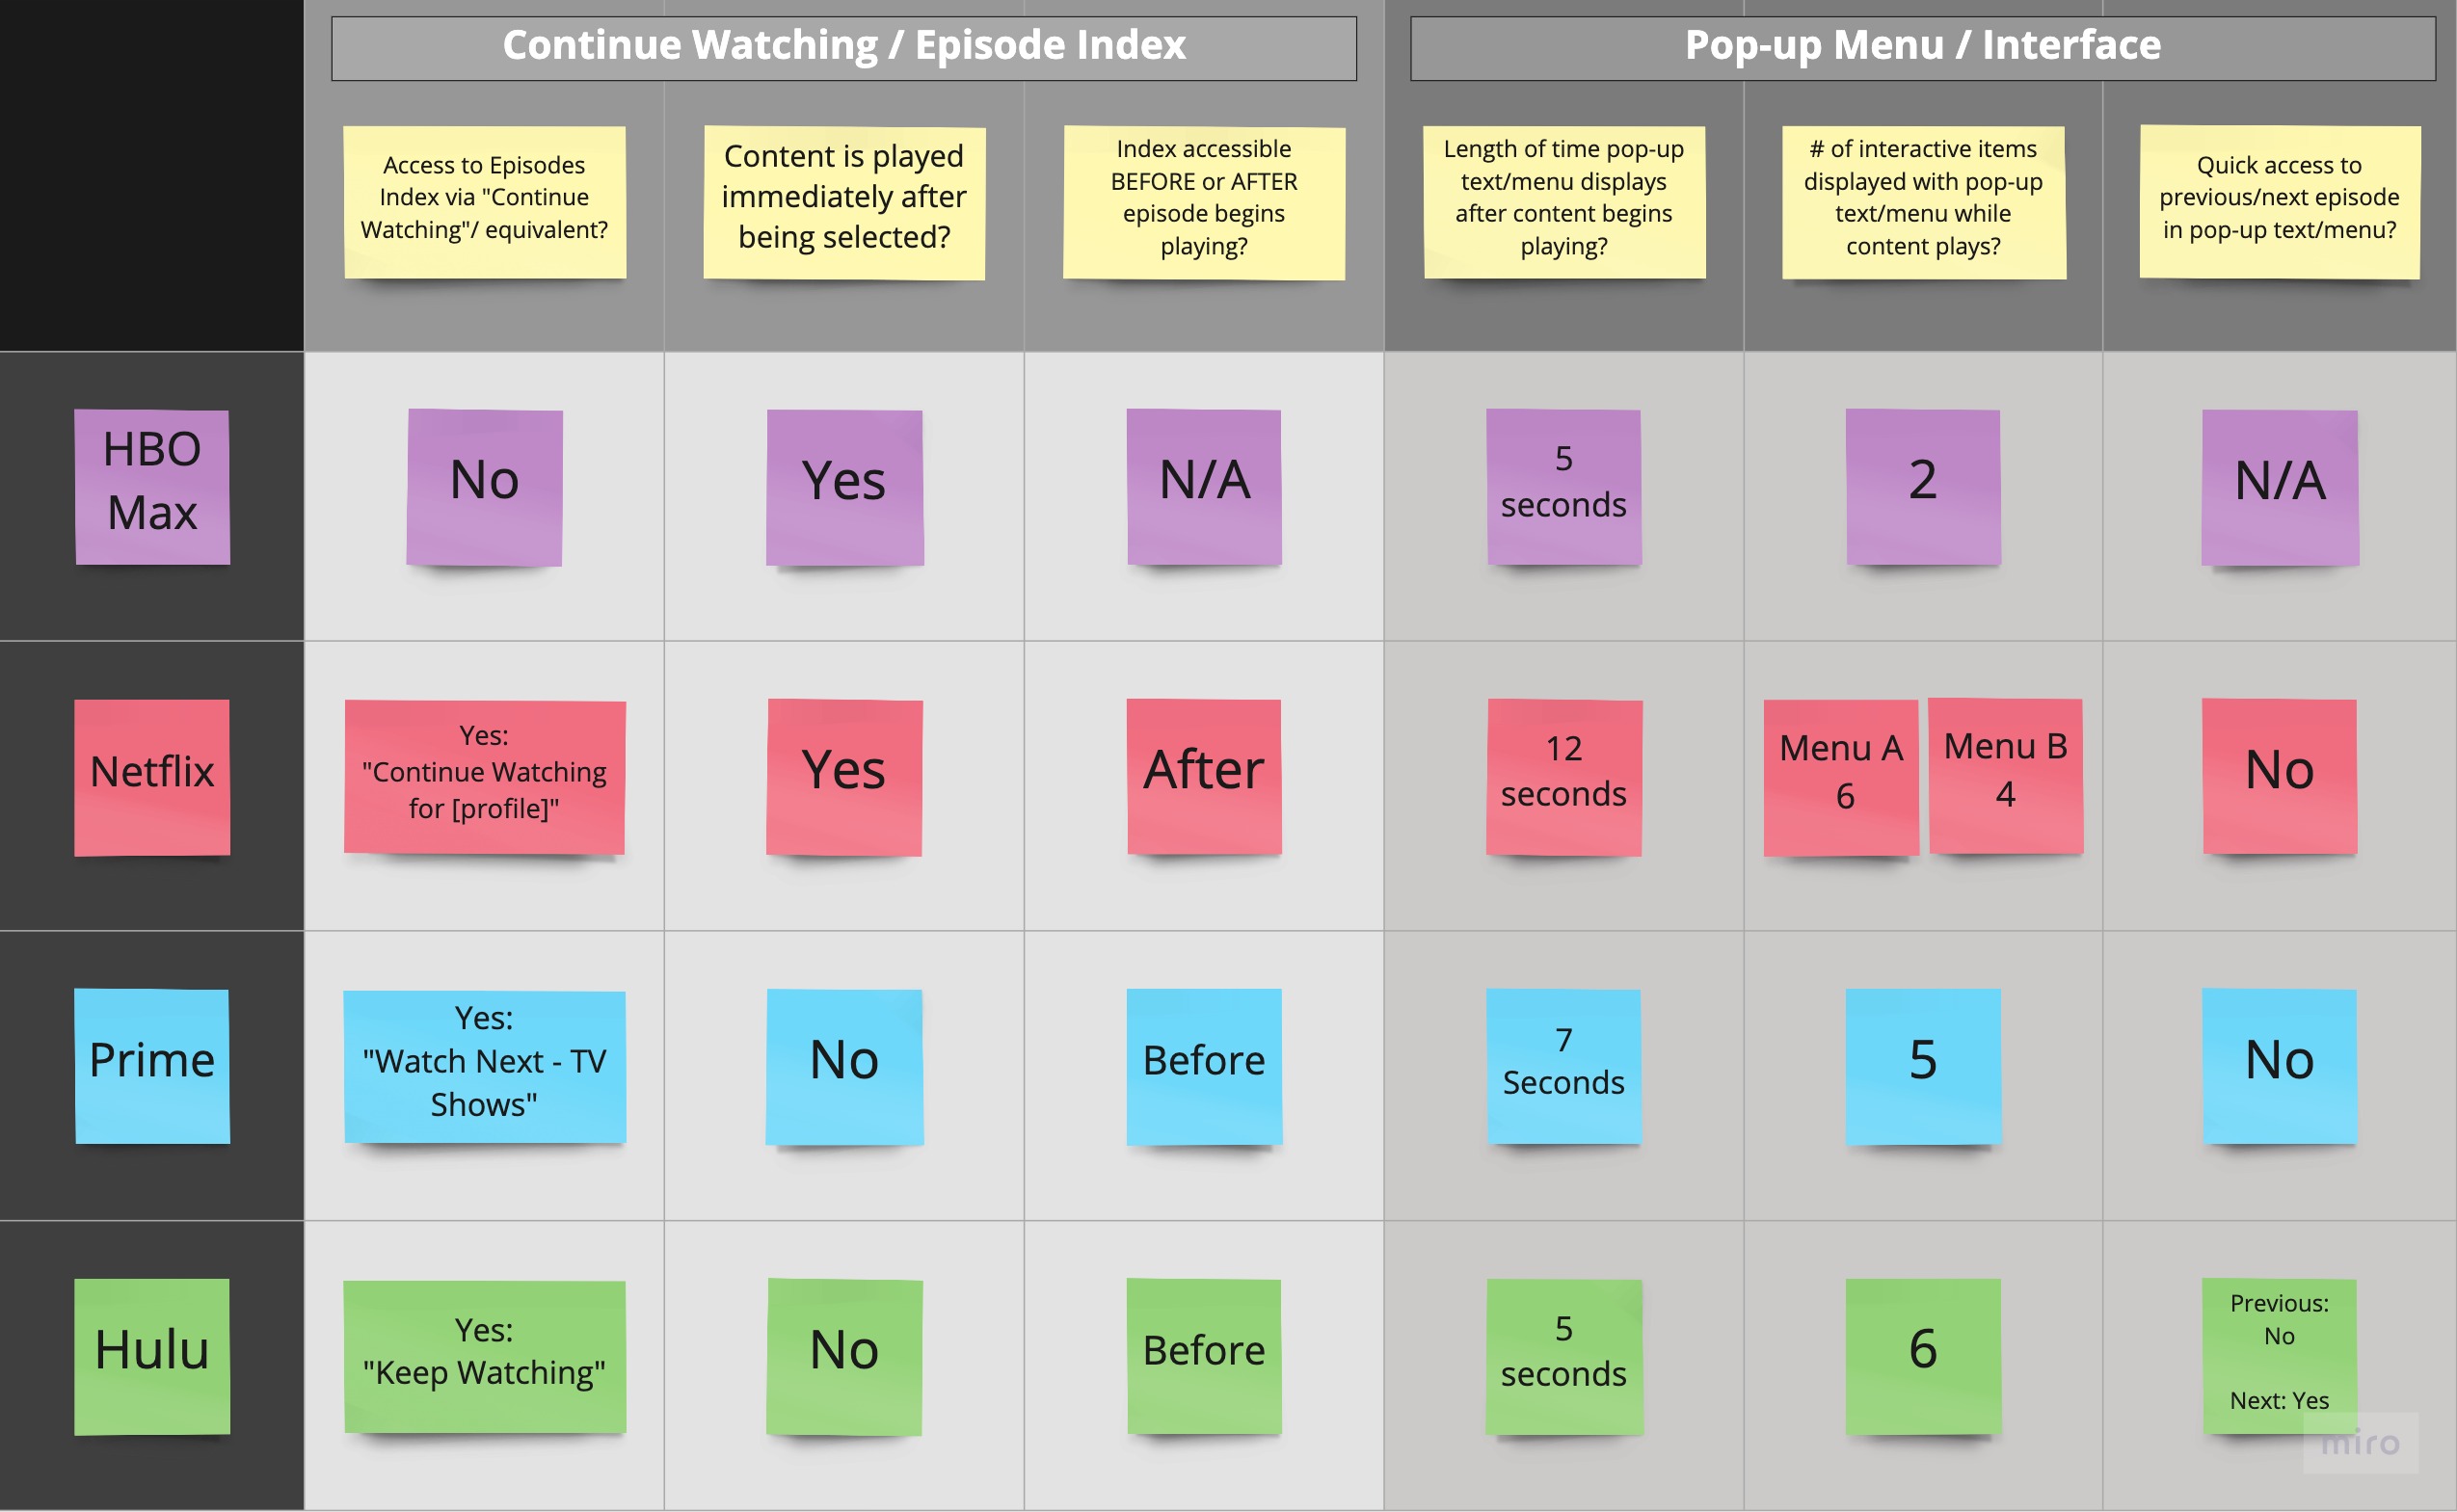 Continue Watching / Episode Index
Pop-up Menu / Interface
Access to Episodes
Index via "Continue
Watching"/ equivalent?
Content is played
immediately after
being selected?
Index accessible
BEFORE or AFTER
episode begins
playing?
Length of time pop-up
text/menu displays
after content begins
playing?
# of interactive items
displayed with pop-up
text/menu while
content plays?
Quick access to
previous/next episode
in pop-up text/menu?
HBO
Max
No
Yes
N/A
5
seconds
2
N/A
Netflix
Yes:
"Continue Watching
for [profile]"
Yes
After
12
seconds
Menu A
6
Menu B
4
No
Prime
Yes:
"Watch Next - TV
Shows"
No
Before
7
Seconds
5
No
Hulu
Yes:
"Keep Watching"
No
Before
5
seconds
6
Previous:
No
Next: Yes
miro